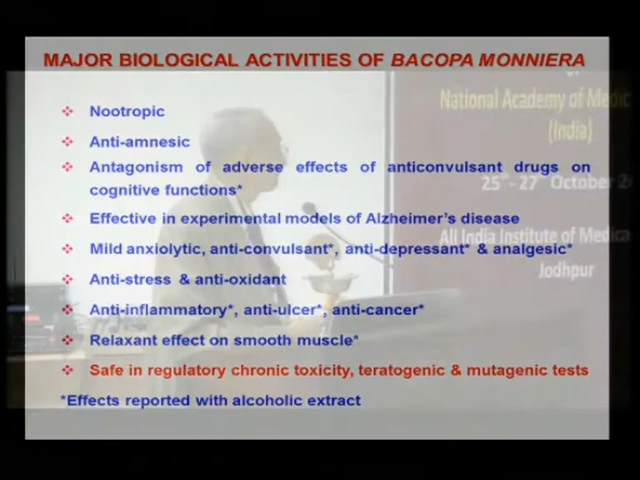 MAJOR BIOLOGICAL ACTIVITIES OF BACOPA MONNIERA
❖ Nootropic
❖ Anti-amnesic
❖ Antagonism of adverse effects of anticonvulsant drugs on
cognitive functions*
❖ Effective in experimental models of Alzheimer's disease
❖ Mild anxiolytic, anti-convulsant*, anti-depressant* & analgesic*
❖ Anti-stress & anti-oxidant
❖ Anti-inflammatory*, anti-ulcer*, anti-cancer*
❖ Relaxant effect on smooth muscle*
❖ Safe in regulatory chronic toxicity, teratogenic & mutagenic tests
*Effects reported with alcoholic extract
National Academy of Medic
(India)
25th - 27th October 2
All India Institute of Medica
Jodhpur